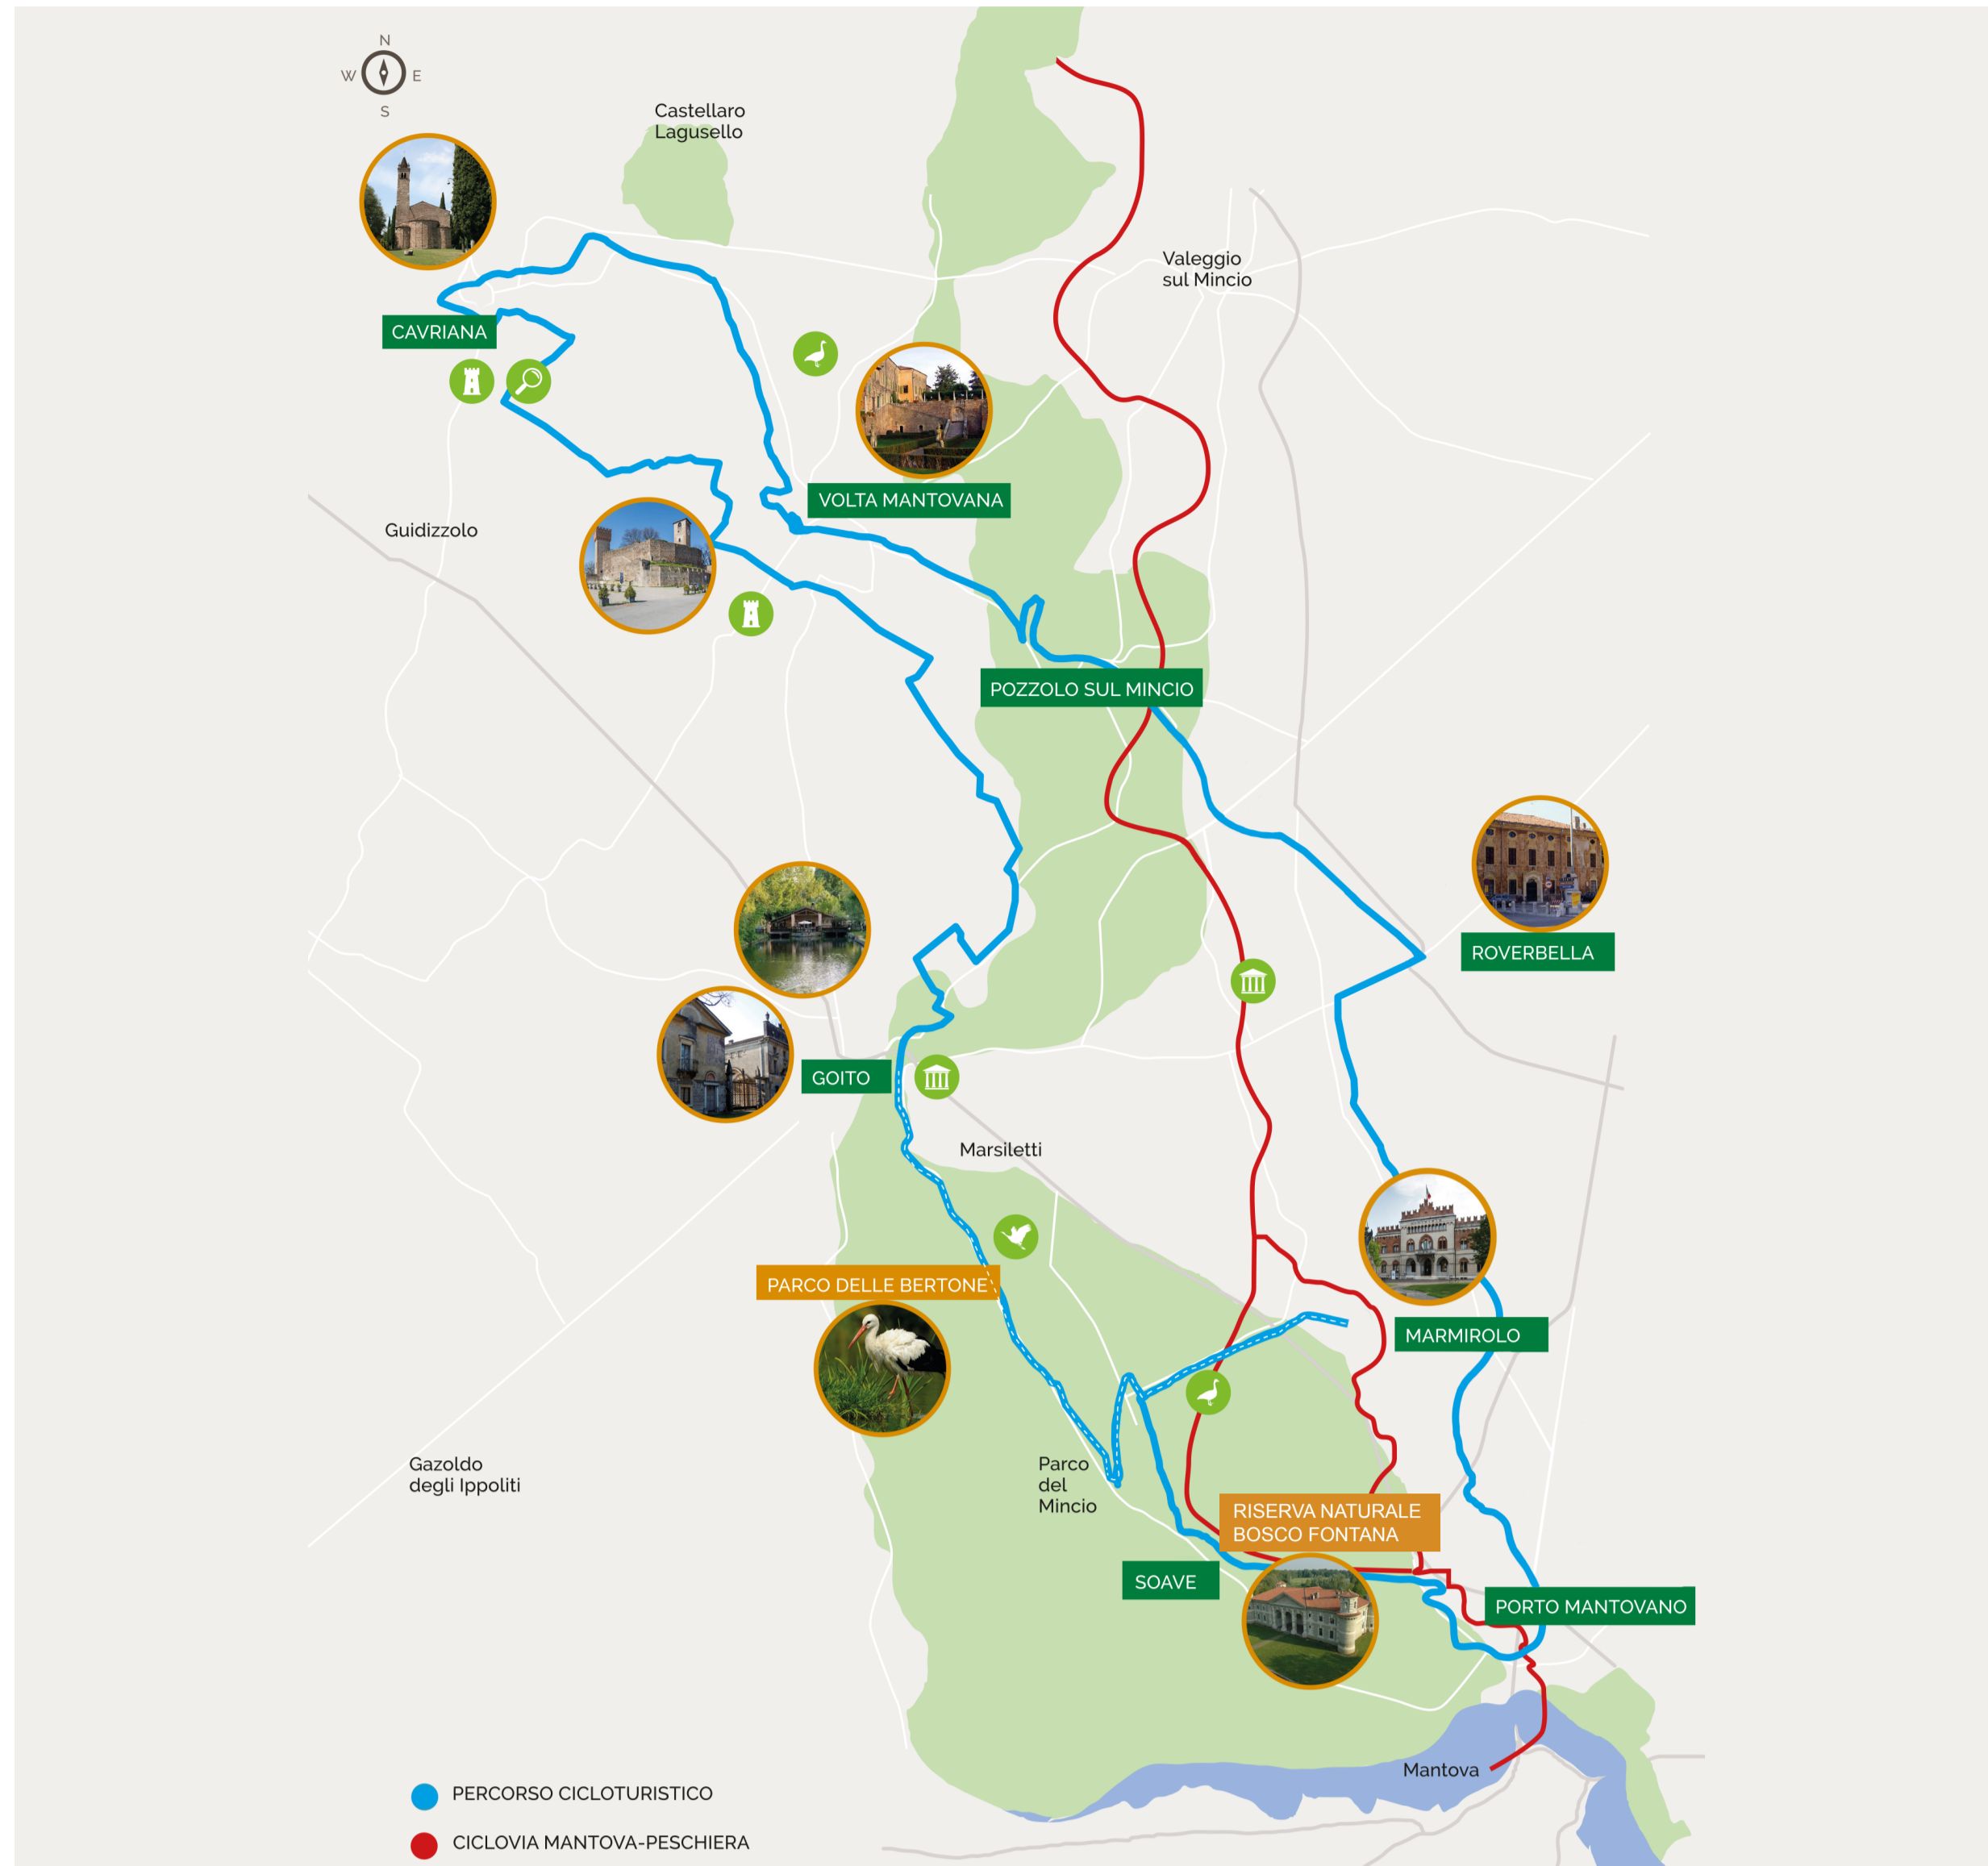 N
W
E
S
Castellaro
Lagusello
Valeggio
sul Mincio
CAVRIANA
VOLTA MANTOVANA
Guidizzolo
POZZOLO SUL MINCIO
ROVERBELLA
GOITO
Marsiletti
PARCO DELLE BERTONE
MARMIROLO
Gazoldo
degli Ippoliti
Parco
del
Mincio
RISERVA NATURALE
BOSCO FONTANA
SOAVE
PORTO MANTOVANO
Mantova
PERCORSO CICLOTURISTICO
CICLOVIA MANTOVA-PESCHIERA